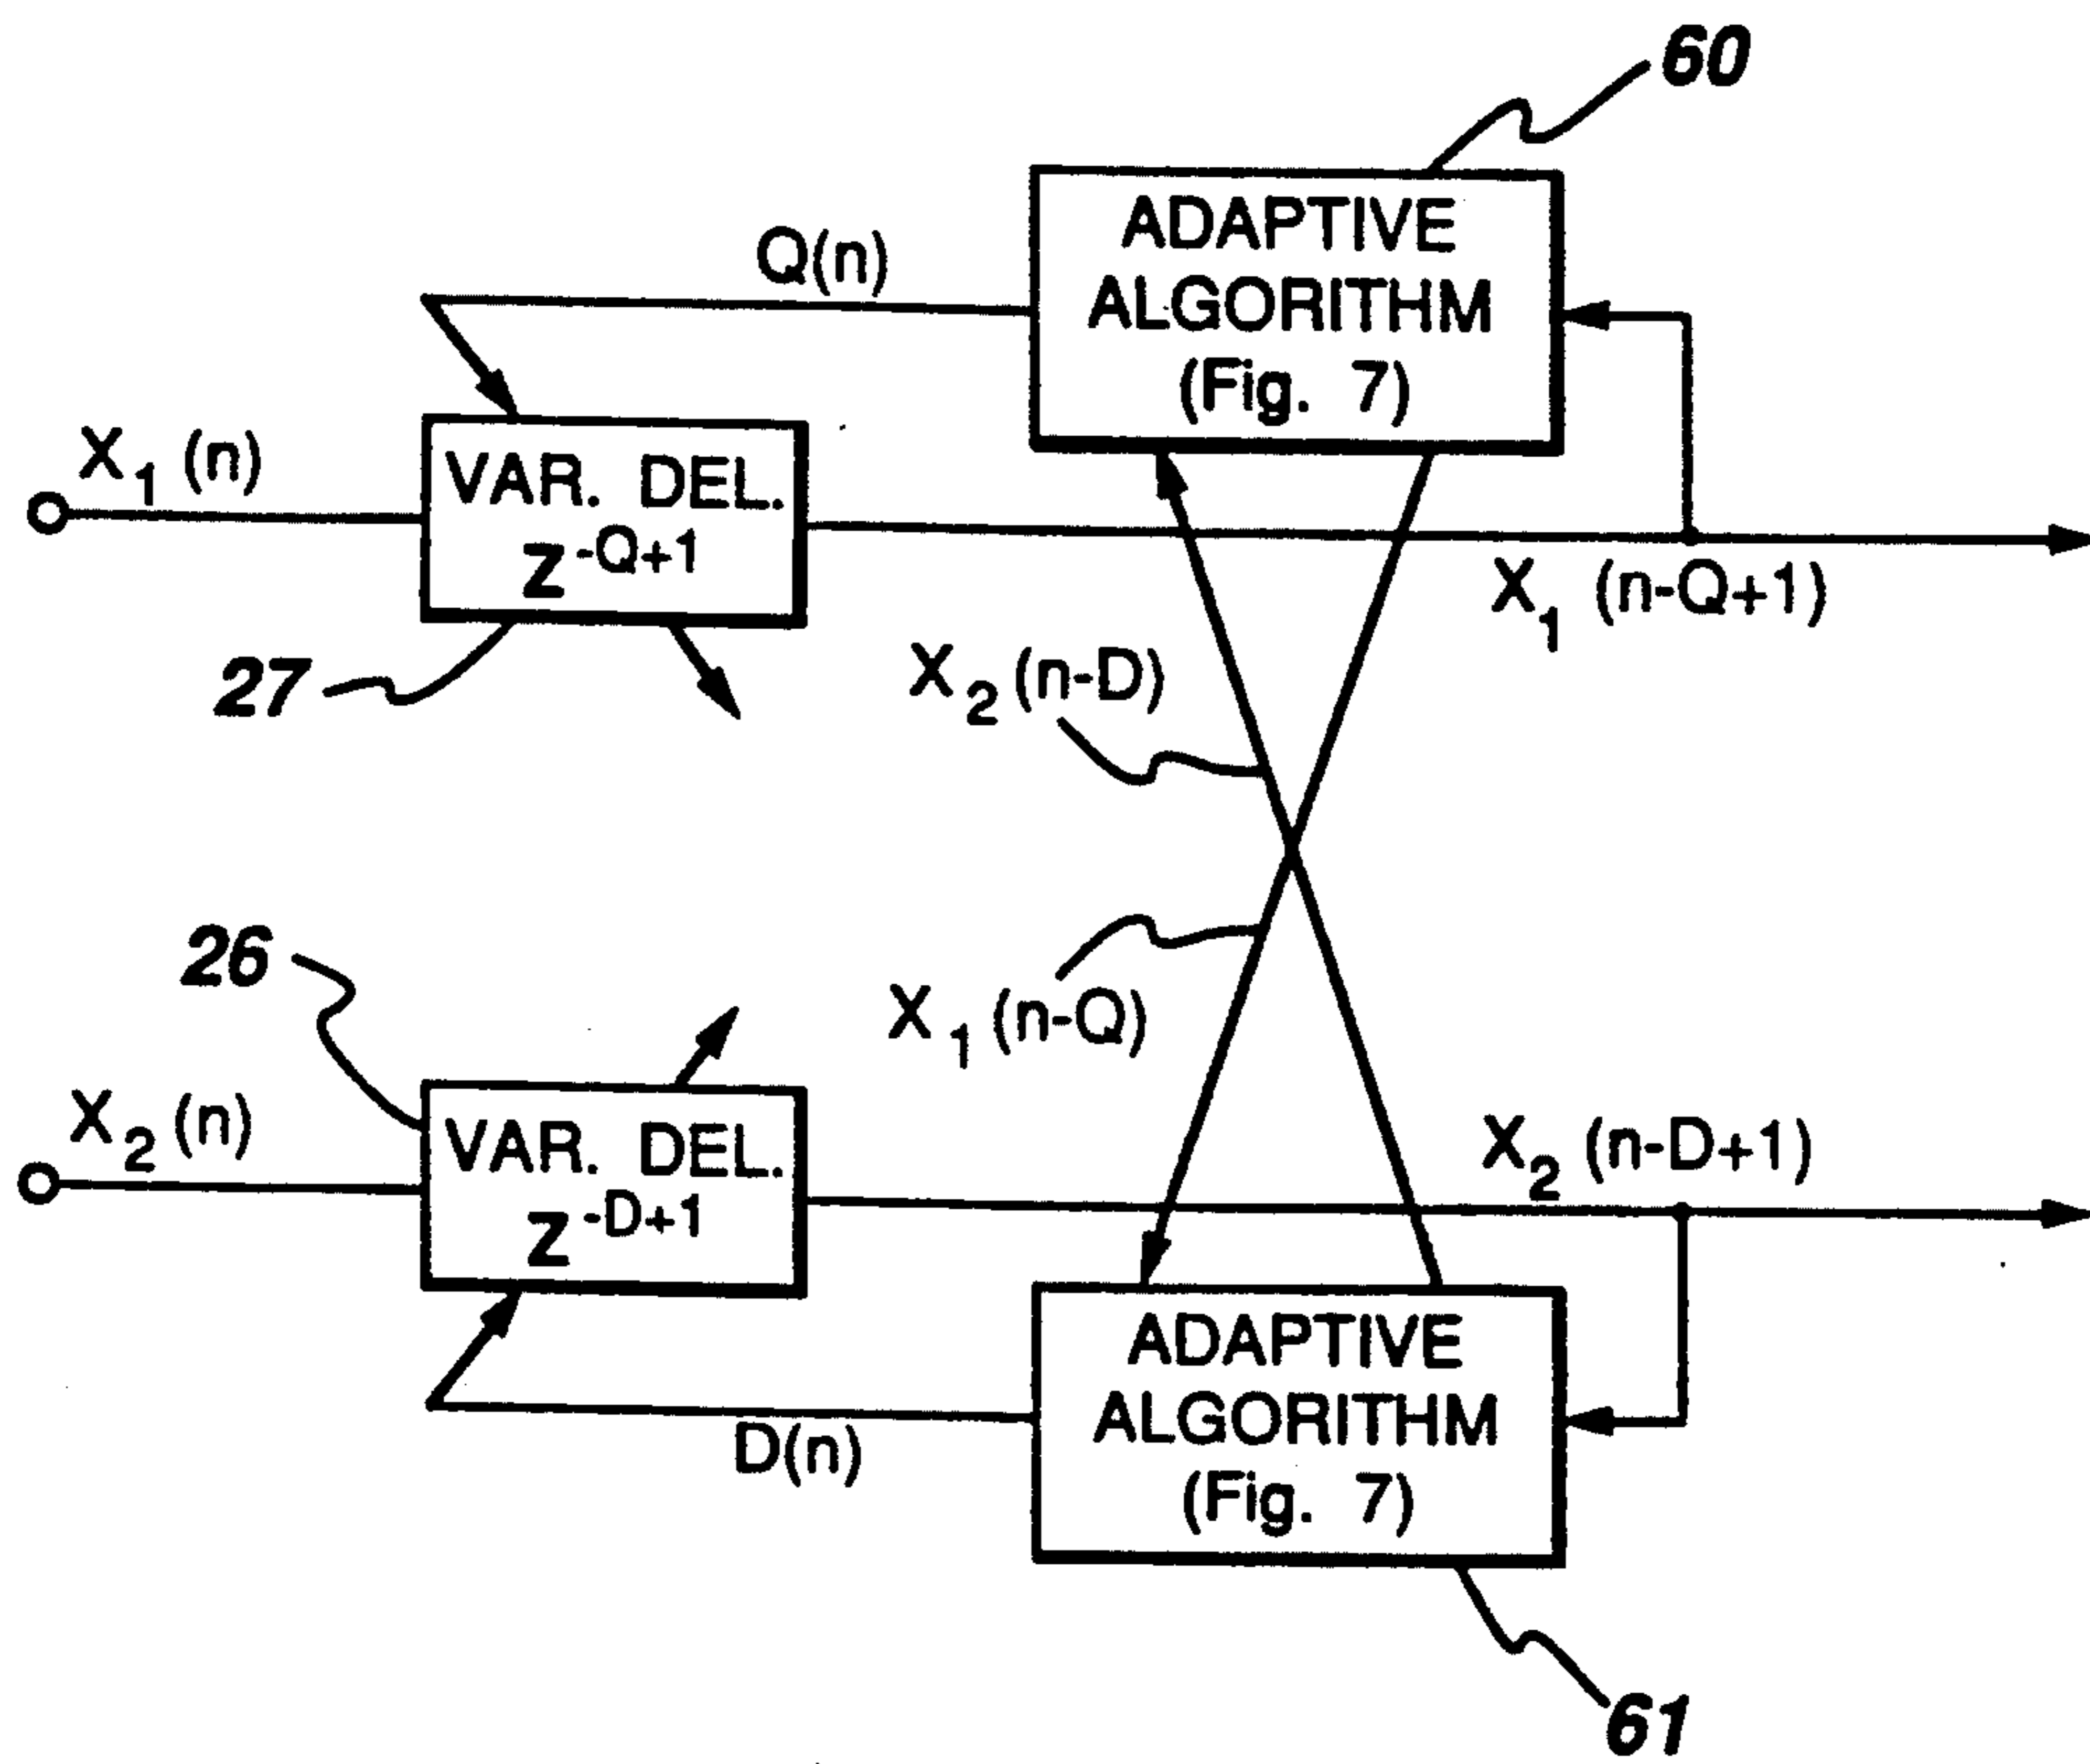 60
ADAPTIVE
ALGORITHM
(Fig. 7)
Q(n)
X1 (n)
VAR. DEL.
z-Q+1
X1 (n-Q+1)
27
X2 (n-D)
26
X1 (n-Q)
X2 (n)
VAR. DEL.
z-D+1
X2 (n-D+1)
ADAPTIVE
ALGORITHM
(Fig. 7)
D(n)
61